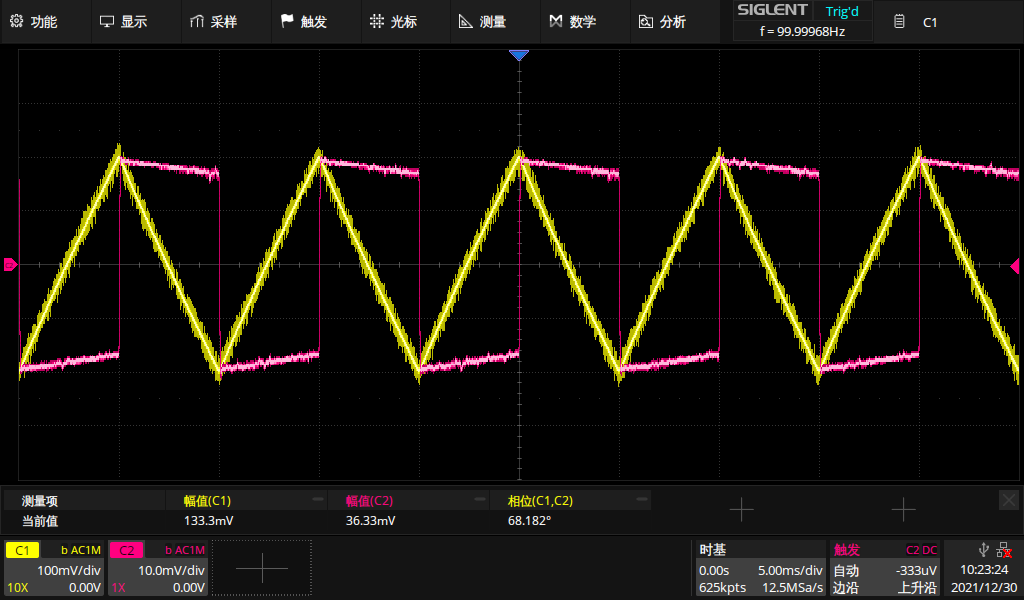 功能 显示 采样 触发 光标 测量 数学 分析 SIGLENT Trig'd C1
f = 99.99968Hz
测量项 幅值(C1) 幅值(C2) 相位(C1,C2)
当前值 133.3mV 36.33mV 68.182°
C1 b AC1M C2 b AC1M 时基 触发 C2 DC
100mV/div 10.0mV/div 0.00s 5.00ms/div 自动 -333uV 10:23:24
10X 0.00V 1X 0.00V 625kpts 12.5MSa/s 边沿 上升沿 2021/12/30